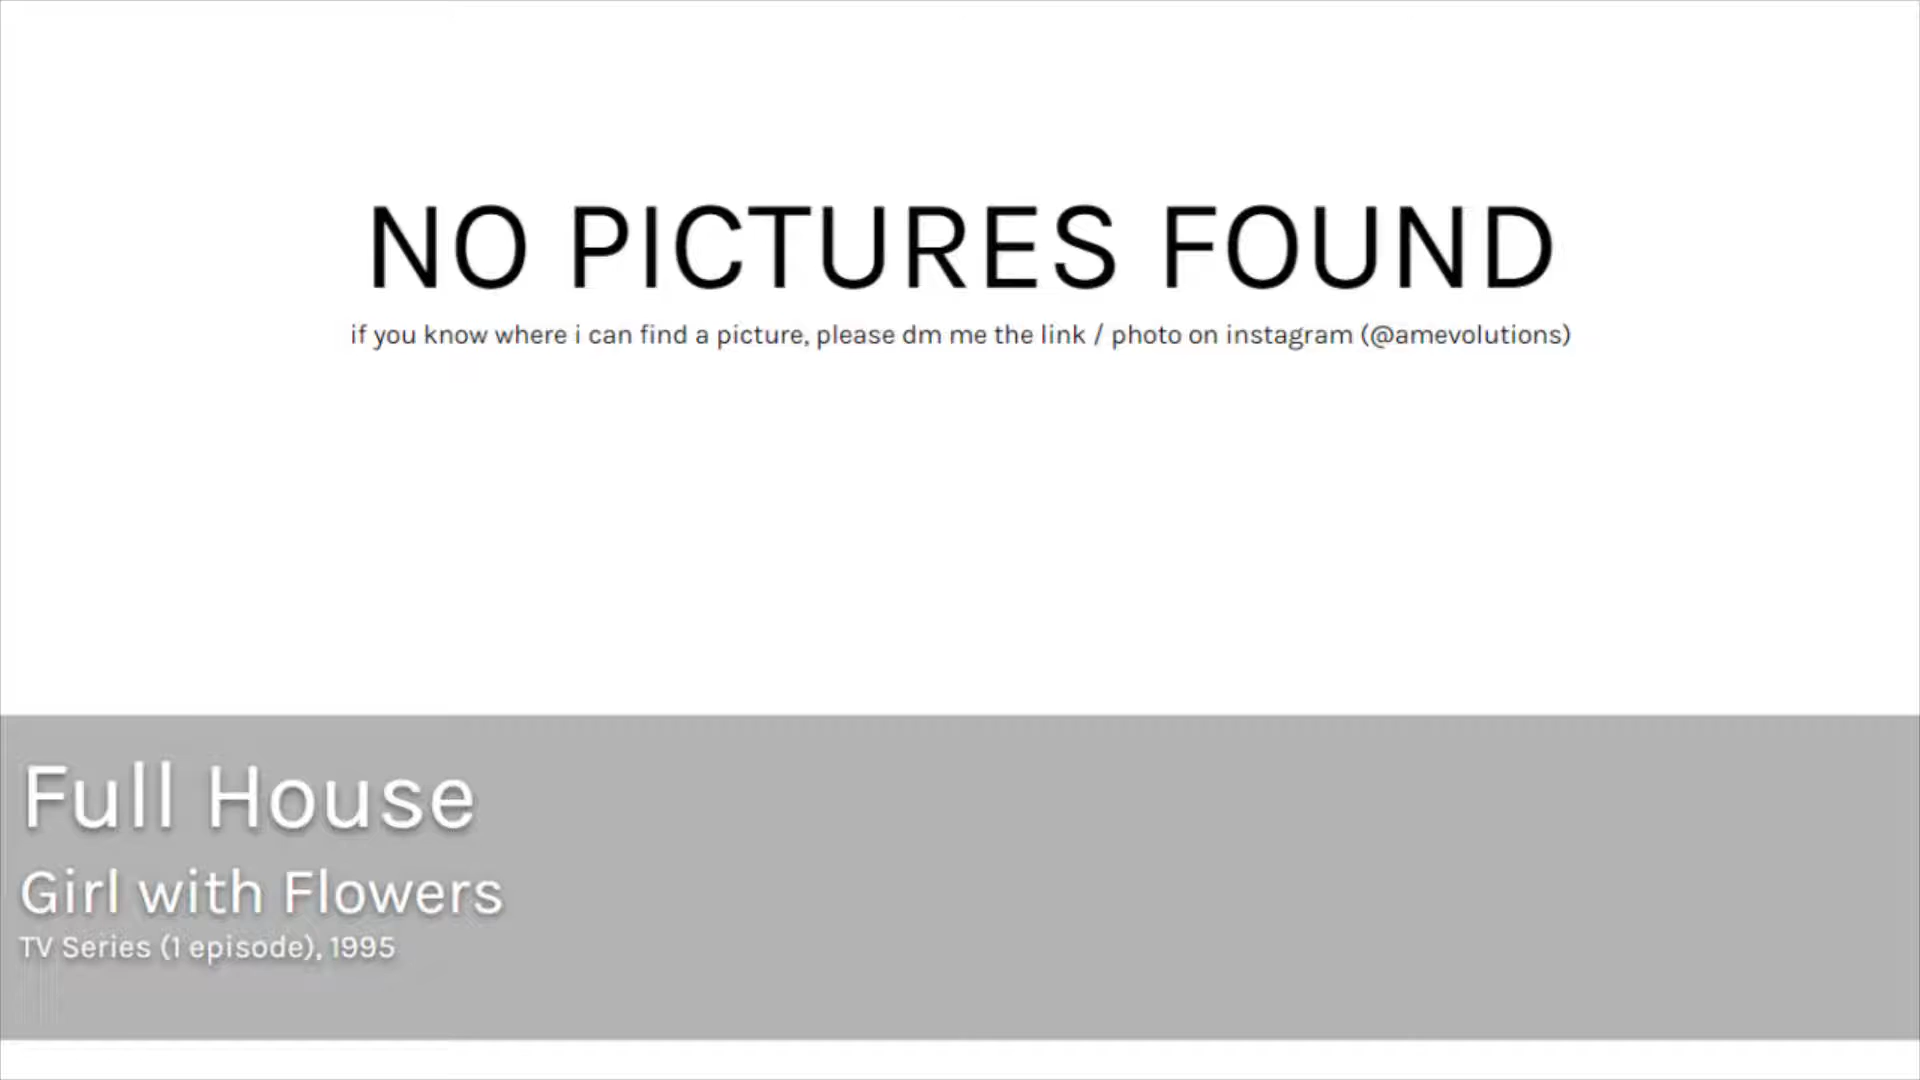 NO PICTURES FOUND
if you know where i can find a picture, please dm me the link / photo on instagram (@amevolutions)
Full House
Girl with Flowers
TV Series (1 episode), 1995